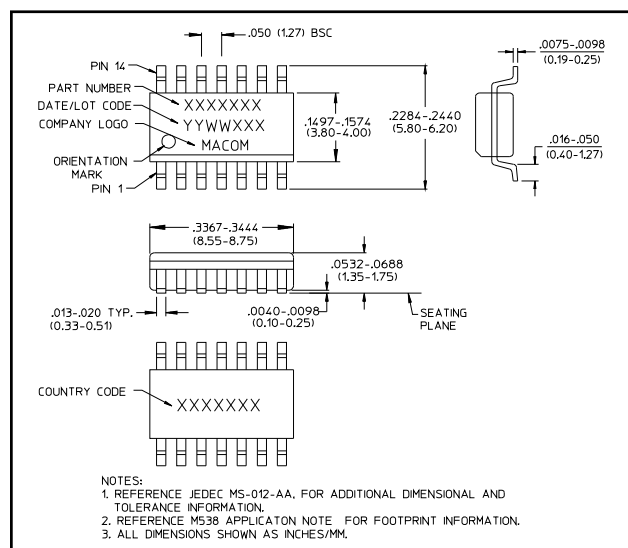 .050 (1.27) BSC
PIN 14
PART NUMBER
DATE/LOT CODE
COMPANY LOGO
ORIENTATION
MARK
PIN 1
XXXXXXX
YYWWXXX
MACOM
.1497-.1574
(3.80-4.00)
.2284-.2440
(5.80-6.20)
.0075-.0098
(0.19-0.25)
.016-.050
(0.40-1.27)
.3367-.3444
(8.55-8.75)
.0532-.0688
(1.35-1.75)
.013-.020 TYP.
(0.33-0.51)
.0040-.0098
(0.10-0.25)
SEATING
PLANE
COUNTRY CODE
XXXXXXX
NOTES:
1. REFERENCE JEDEC MS-012-AA, FOR ADDITIONAL DIMENSIONAL AND
TOLERANCE INFORMATION.
2. REFERENCE M538 APPLICATON NOTE FOR FOOTPRINT INFORMATION.
3. ALL DIMENSIONS SHOWN AS INCHES/MM.